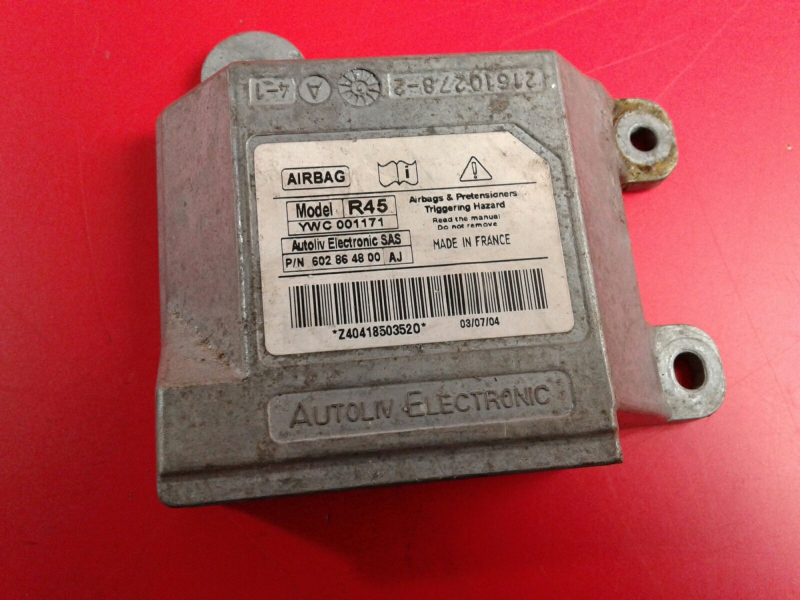 21610278-2 A 4-1
AIRBAG
i
Model R45
YWC 001171
Autoliv Electronic SAS
P/N 602 86 48 00 AJ
Airbags & Pretensioners
Triggering Hazard
Read the manual
Do not remove
MADE IN FRANCE
*Z40418503520*
03/07/04
AUTOLIV ELECTRONIC